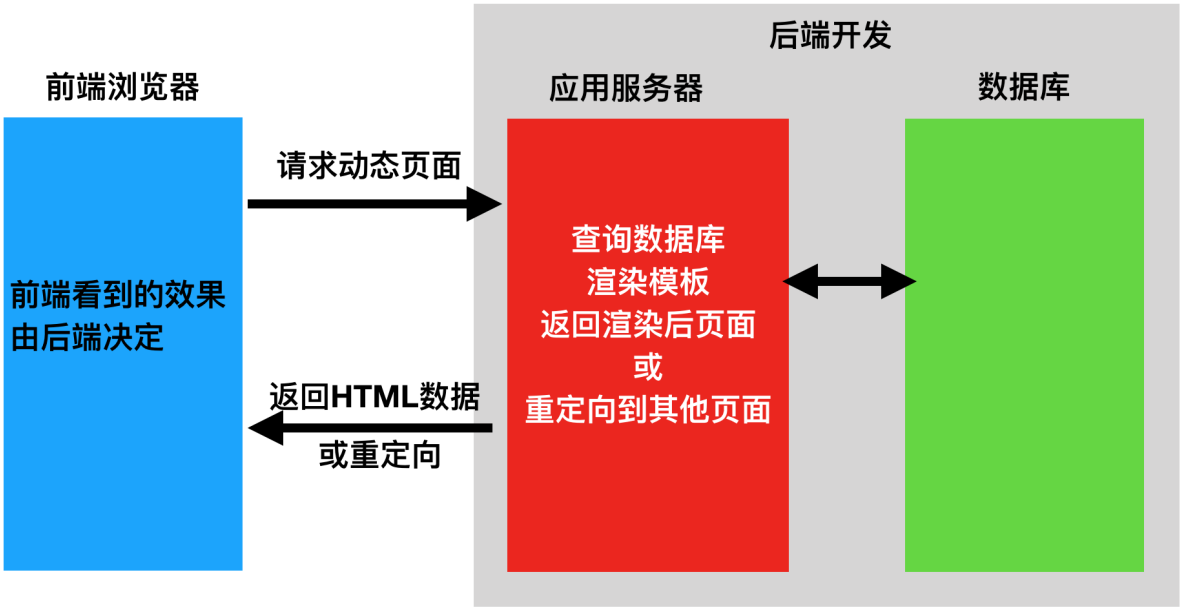 后端开发
前端浏览器
应用服务器
数据库
请求动态页面
前端看到的效果
由后端决定
查询数据库
渲染模板
返回渲染后页面
或
重定向到其他页面
返回HTML数据
或重定向